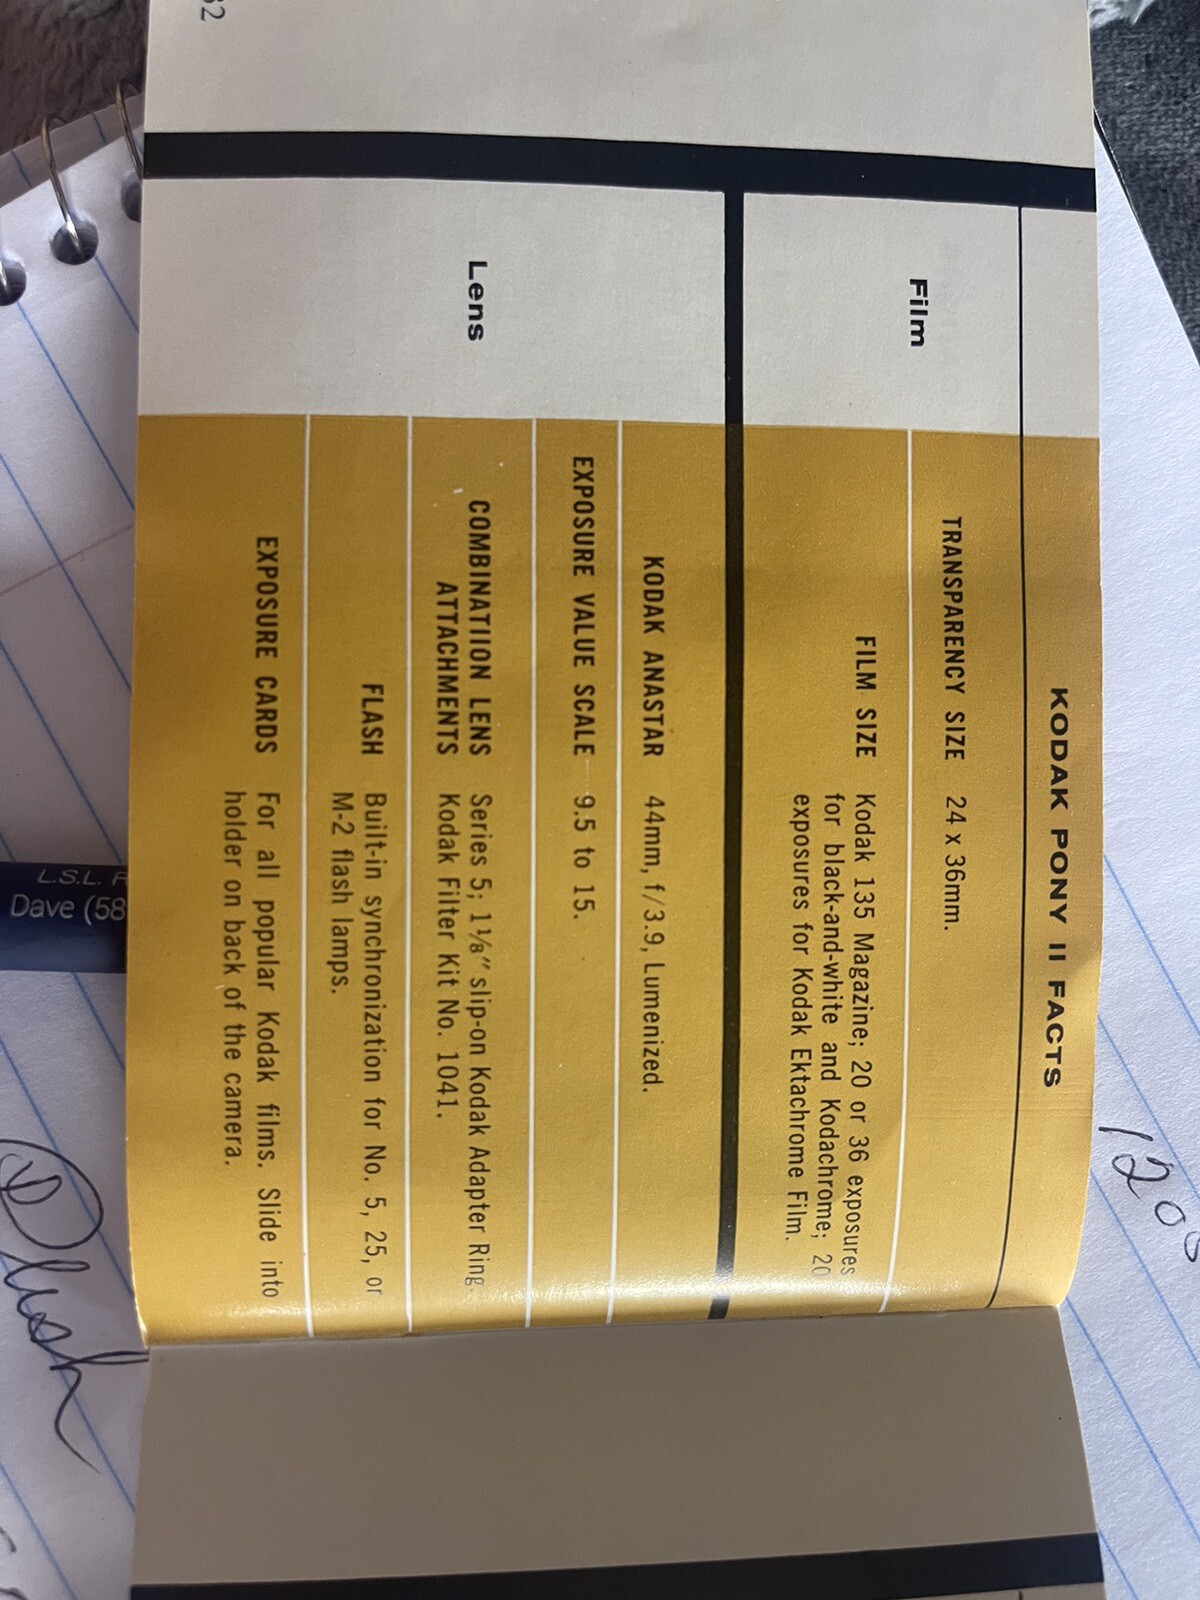 32
KODAK PONY II FACTS
Film
TRANSPARENCY SIZE 24 x 36mm.
FILM SIZE Kodak 135 Magazine; 20 or 36 exposures
for black-and-white and Kodachrome; 20
exposures for Kodak Ektachrome Film.
Lens
KODAK ANASTAR 44mm, f/3.9, Lumenized.
EXPOSURE VALUE SCALE 9.5 to 15.
COMBINATIION LENS Series 5; 1⅛" slip-on Kodak Adapter Ring.
ATTACHMENTS Kodak Filter Kit No. 1041.
FLASH Built-in synchronization for No. 5, 25, or
M-2 flash lamps.
EXPOSURE CARDS For all popular Kodak films. Slide into
holder on back of the camera.
L.S.L.
Dave (58